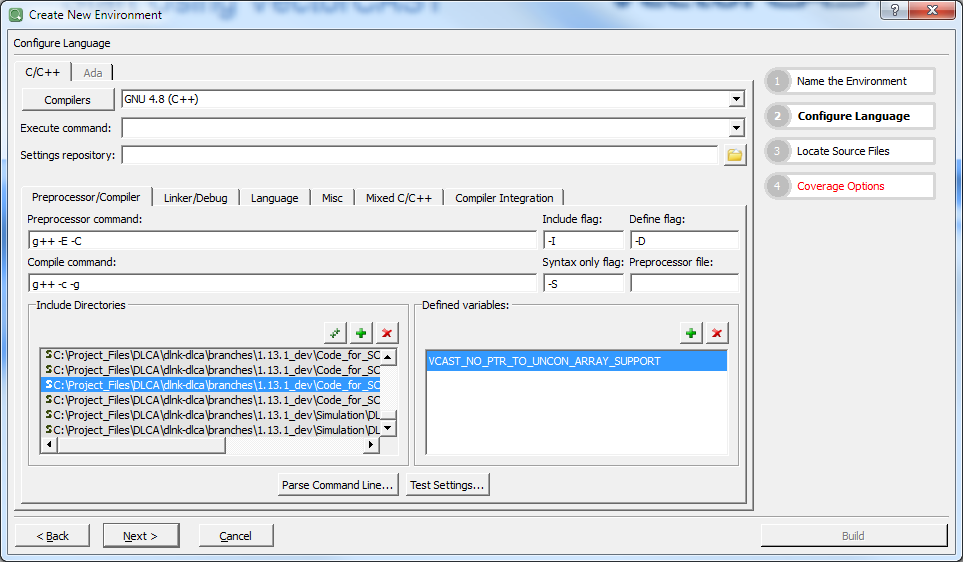 Create New Environment
?
Configure Language
C/C++
Ada
Compilers
GNU 4.8 (C++)
Execute command:
Settings repository:
Preprocessor/Compiler
Linker/Debug
Language
Misc
Mixed C/C++
Compiler Integration
Preprocessor command:
Include flag:
Define flag:
g++ -E -C
-I
-D
Compile command:
Syntax only flag:
Preprocessor file:
g++ -c -g
-S
Include Directories
Defined variables:
S C:\Project_Files\DLCA\dlnk-dlca\branches\1.13.1_dev\Code_for_SC
S C:\Project_Files\DLCA\dlnk-dlca\branches\1.13.1_dev\Code_for_SC
S C:\Project_Files\DLCA\dlnk-dlca\branches\1.13.1_dev\Code_for_SC
S C:\Project_Files\DLCA\dlnk-dlca\branches\1.13.1_dev\Code_for_SC
S C:\Project_Files\DLCA\dlnk-dlca\branches\1.13.1_dev\Simulation\DL
S C:\Project_Files\DLCA\dlnk-dlca\branches\1.13.1_dev\Simulation\DL
VCAST_NO_PTR_TO_UNCON_ARRAY_SUPPORT
Parse Command Line...
Test Settings...
< Back
Next >
Cancel
Build
1 Name the Environment
2 Configure Language
3 Locate Source Files
4 Coverage Options